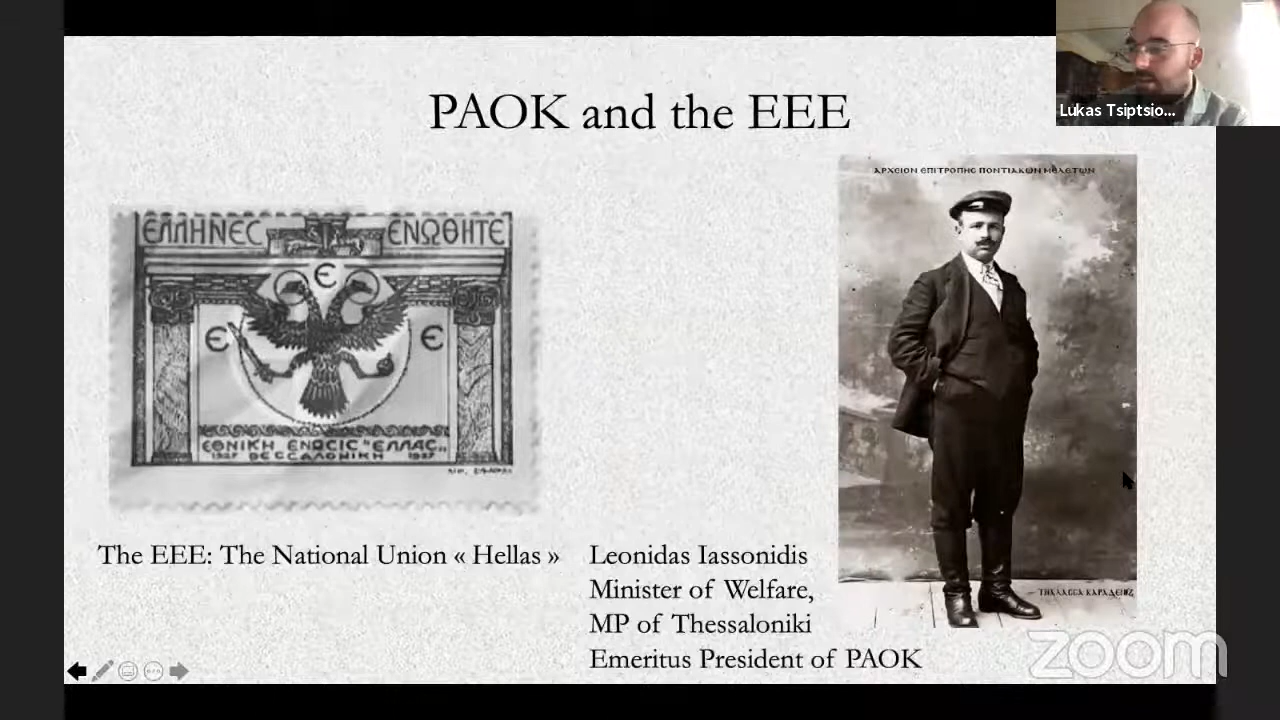 PAOK and the EEE
Lukas Tsiptsio...
ΕΛΛΗΝΕϹ ΕΝΩΘΗΤΕ
Ε
Ε Ε
ΕΘΝΙΚΗ ΕΝΩϹΙϹ "ΕΛΛΑϹ"
1927 ΘΕϹϹΑΛΟΝΙΚΗ 1927
ΑΡΧΕΙΟΝ ΕΠΙΤΡΟΠΗΣ ΠΟΝΤΙΑΚΩΝ ΜΕΛΕΤΩΝ
The EEE: The National Union « Hellas »
Leonidas Iassonidis
Minister of Welfare,
MP of Thessaloniki
Emeritus President of PAOK
zoom